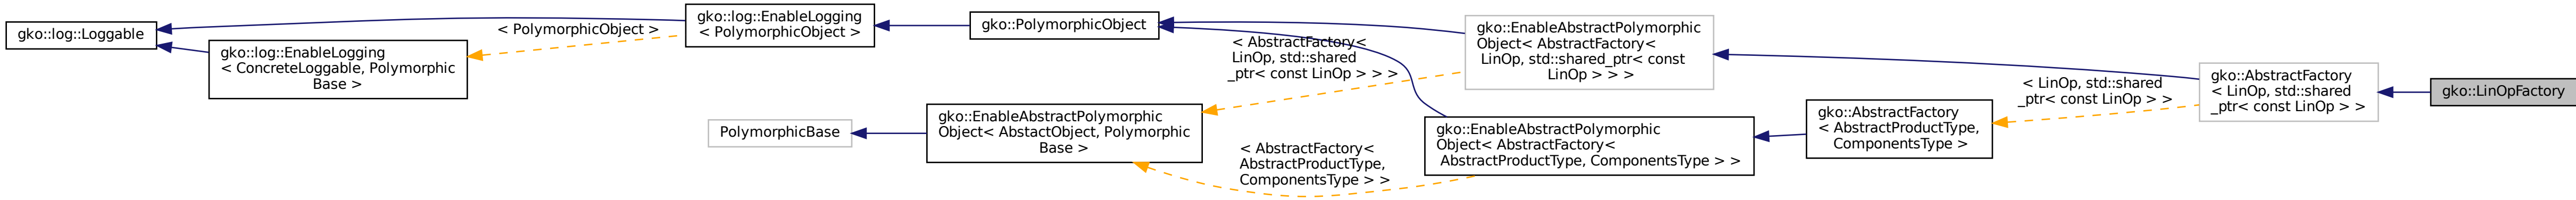 gko::log::Loggable
gko::log::EnableLogging
< ConcreteLoggable, Polymorphic
Base >
< PolymorphicObject >
gko::log::EnableLogging
< PolymorphicObject >
gko::PolymorphicObject
PolymorphicBase
gko::EnableAbstractPolymorphic
Object< AbstactObject, Polymorphic
Base >
< AbstractFactory<
LinOp, std::shared
_ptr< const LinOp > > >
< AbstractFactory<
AbstractProductType,
ComponentsType > >
gko::EnableAbstractPolymorphic
Object< AbstractFactory<
LinOp, std::shared_ptr< const
LinOp > > >
gko::EnableAbstractPolymorphic
Object< AbstractFactory<
AbstractProductType, ComponentsType > >
gko::AbstractFactory
< AbstractProductType,
ComponentsType >
< LinOp, std::shared
_ptr< const LinOp > >
gko::AbstractFactory
< LinOp, std::shared
_ptr< const LinOp > >
gko::LinOpFactory